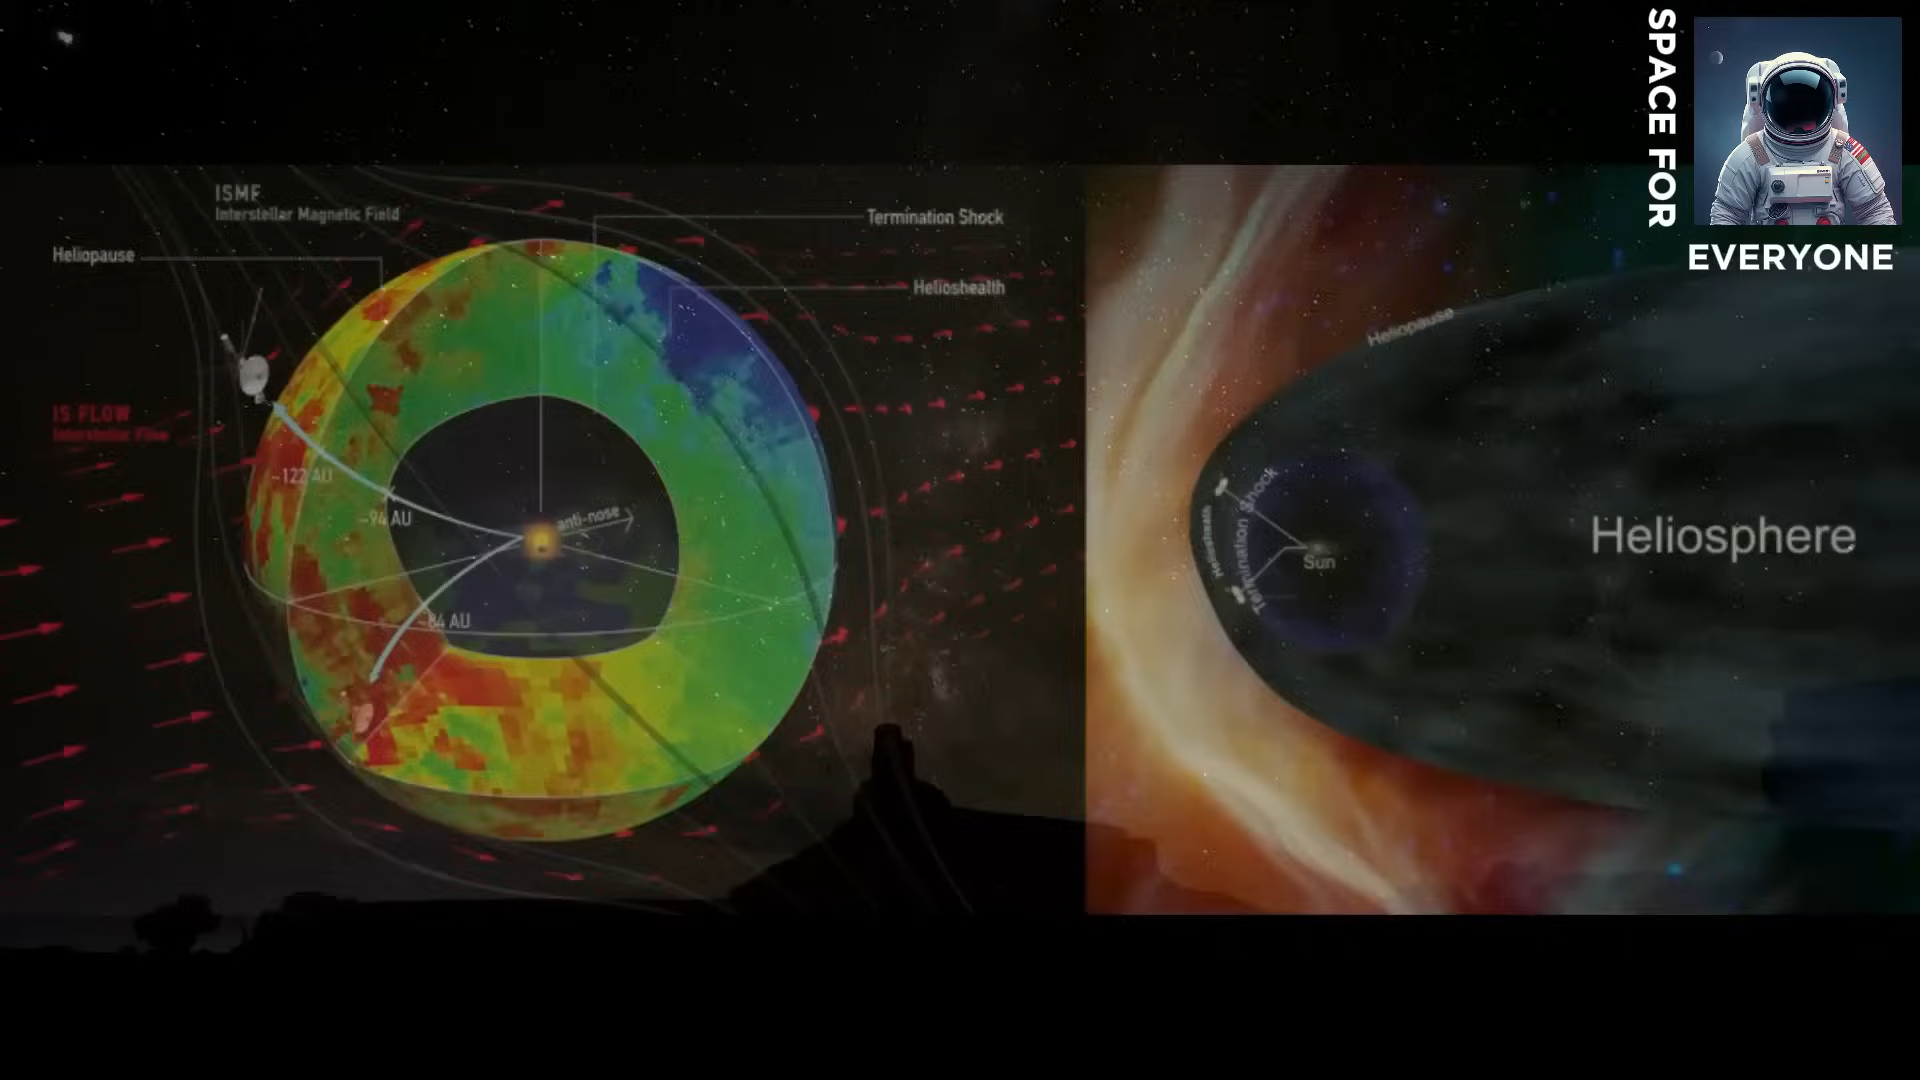 SPACE FOR
EVERYONE
ISMF
Interstellar Magnetic Field
Termination Shock
Heliopause
Helioshealth
IS FLOW
Interstellar Flow
~122 AU
~94 AU
anti-nose
~84 AU
Heliopause
Heliosheath
Termination Shock
Sun
Heliosphere